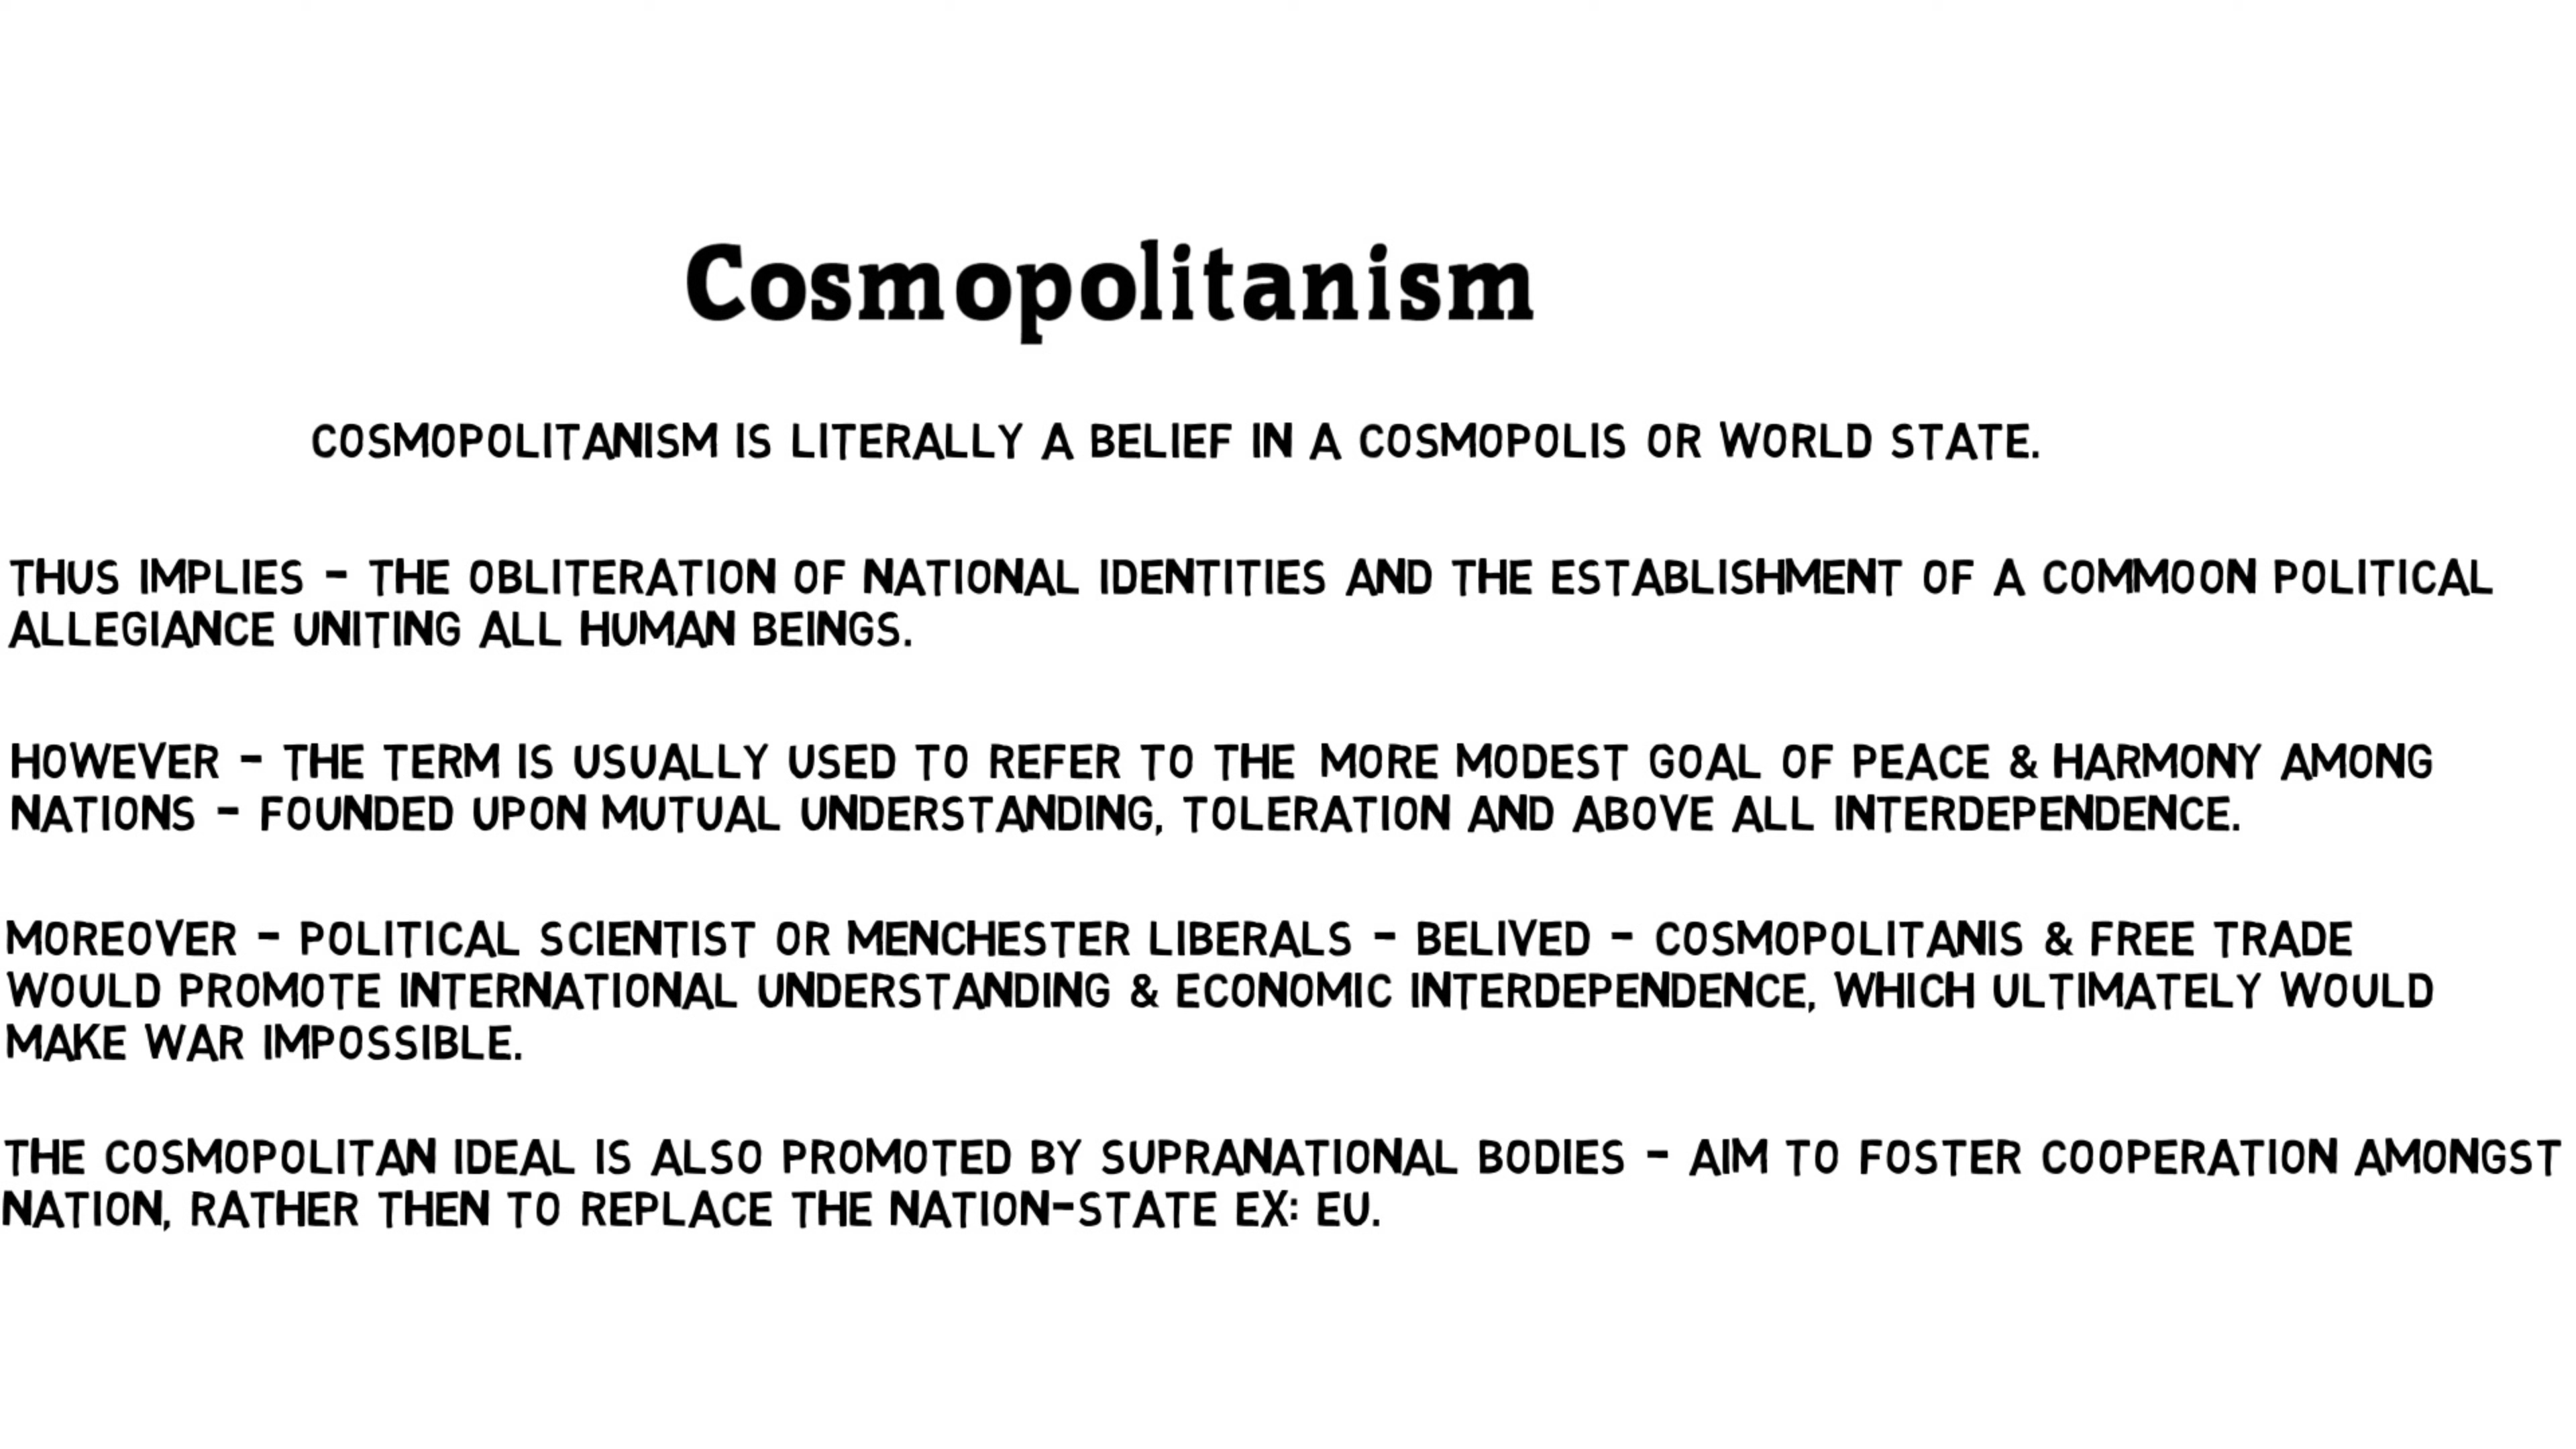 Cosmopolitanism
COSMOPOLITANISM IS LITERALLY A BELIEF IN A COSMOPOLIS OR WORLD STATE.
THUS IMPLIES - THE OBLITERATION OF NATIONAL IDENTITIES AND THE ESTABLISHMENT OF A COMMOON POLITICAL
ALLEGIANCE UNITING ALL HUMAN BEINGS.
HOWEVER - THE TERM IS USUALLY USED TO REFER TO THE MORE MODEST GOAL OF PEACE & HARMONY AMONG
NATIONS - FOUNDED UPON MUTUAL UNDERSTANDING, TOLERATION AND ABOVE ALL INTERDEPENDENCE.
MOREOVER - POLITICAL SCIENTIST OR MENCHESTER LIBERALS - BELIVED - COSMOPOLITANIS & FREE TRADE
WOULD PROMOTE INTERNATIONAL UNDERSTANDING & ECONOMIC INTERDEPENDENCE, WHICH ULTIMATELY WOULD
MAKE WAR IMPOSSIBLE.
THE COSMOPOLITAN IDEAL IS ALSO PROMOTED BY SUPRANATIONAL BODIES - AIM TO FOSTER COOPERATION AMONGST
NATION, RATHER THEN TO REPLACE THE NATION-STATE EX: EU.